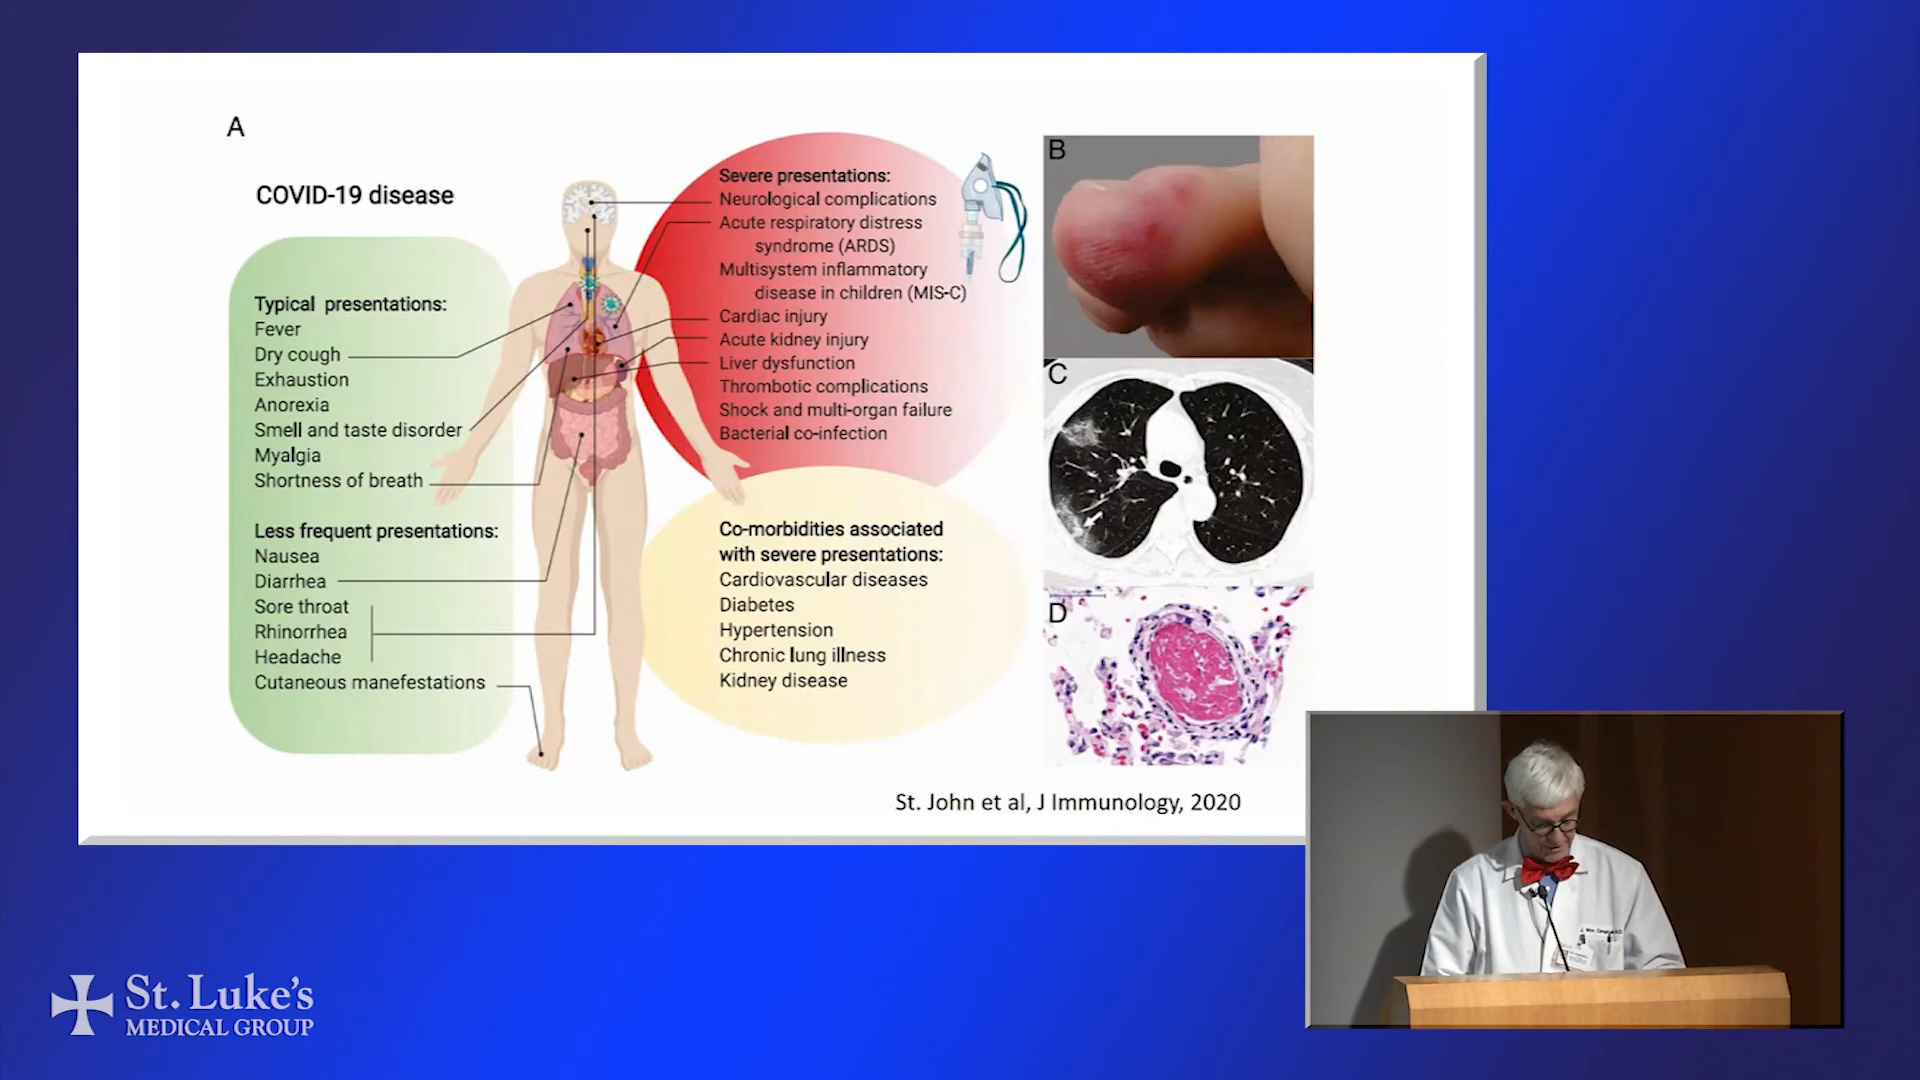 A
COVID-19 disease
Typical presentations:
Fever
Dry cough
Exhaustion
Anorexia
Smell and taste disorder
Myalgia
Shortness of breath
Less frequent presentations:
Nausea
Diarrhea
Sore throat
Rhinorrhea
Headache
Cutaneous manefestations
Severe presentations:
Neurological complications
Acute respiratory distress
syndrome (ARDS)
Multisystem inflammatory
disease in children (MIS-C)
Cardiac injury
Acute kidney injury
Liver dysfunction
Thrombotic complications
Shock and multi-organ failure
Bacterial co-infection
Co-morbidities associated
with severe presentations:
Cardiovascular diseases
Diabetes
Hypertension
Chronic lung illness
Kidney disease
B
C
D
St. John et al, J Immunology, 2020
St. Luke's
MEDICAL GROUP